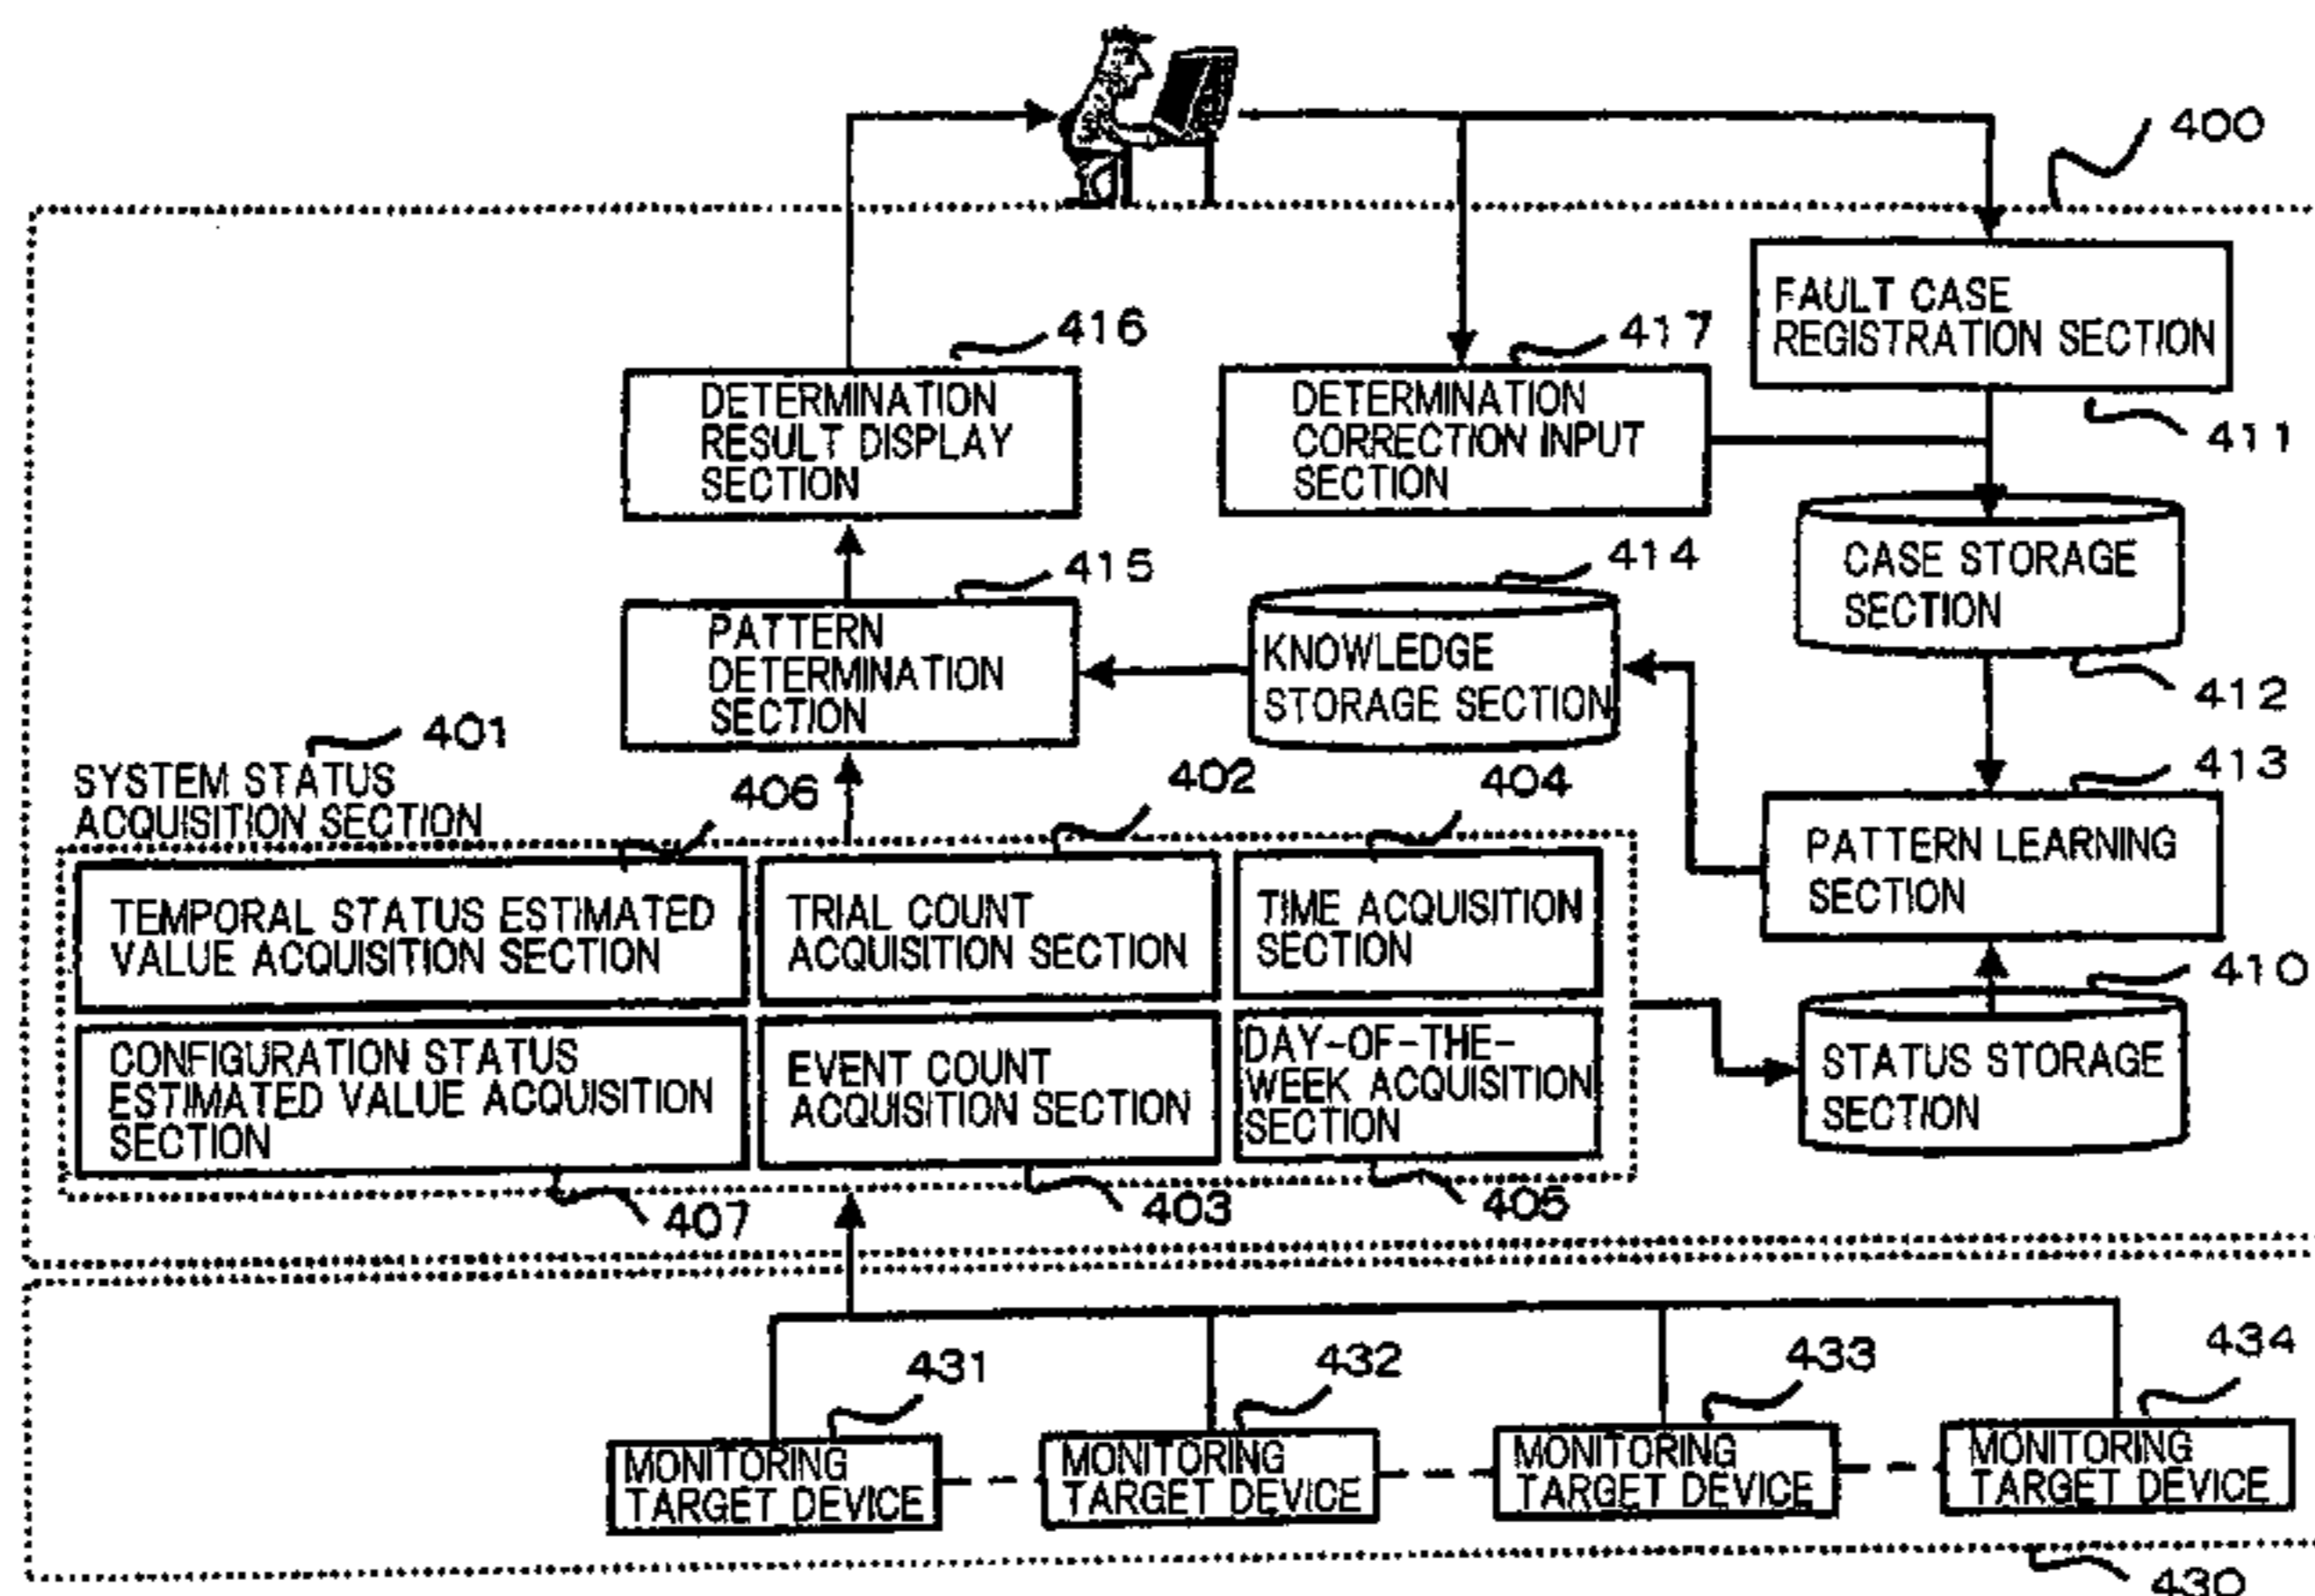 400
FAULT CASE
REGISTRATION SECTION
411
416
DETERMINATION
RESULT DISPLAY
SECTION
417
DETERMINATION
CORRECTION INPUT
SECTION
CASE STORAGE
SECTION
412
415
PATTERN
DETERMINATION
SECTION
414
KNOWLEDGE
STORAGE SECTION
413
PATTERN LEARNING
SECTION
401
SYSTEM STATUS
ACQUISITION SECTION
406
TEMPORAL STATUS ESTIMATED
VALUE ACQUISITION SECTION
402
TRIAL COUNT
ACQUISITION SECTION
404
TIME ACQUISITION
SECTION
410
STATUS STORAGE
SECTION
CONFIGURATION STATUS
ESTIMATED VALUE ACQUISITION
SECTION
407
EVENT COUNT
ACQUISITION SECTION
403
DAY-OF-THE-
WEEK ACQUISITION
SECTION
405
431
MONITORING
TARGET DEVICE
432
MONITORING
TARGET DEVICE
433
MONITORING
TARGET DEVICE
434
MONITORING
TARGET DEVICE
430